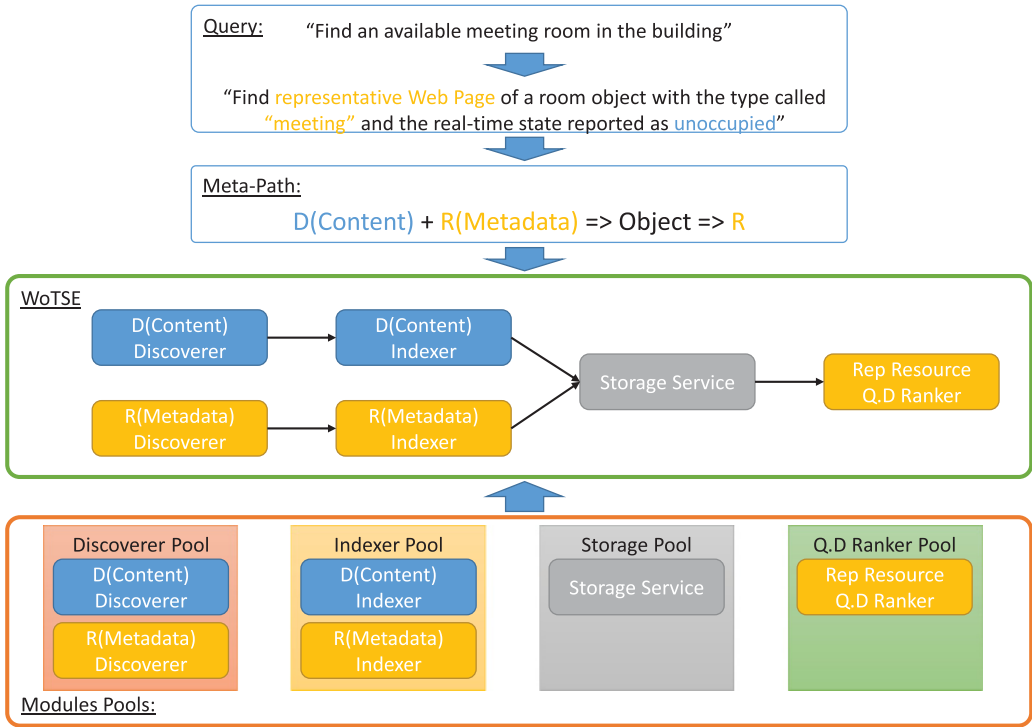 Query: “Find an available meeting room in the building”
“Find representative Web Page of a room object with the type called
“meeting” and the real-time state reported as unoccupied”
Meta-Path:
D(Content) + R(Metadata) => Object => R
WoTSE
D(Content)
Discoverer
D(Content)
Indexer
R(Metadata)
Discoverer
R(Metadata)
Indexer
Storage Service
Rep Resource
Q.D Ranker
Discoverer Pool
D(Content)
Discoverer
R(Metadata)
Discoverer
Indexer Pool
D(Content)
Indexer
R(Metadata)
Indexer
Storage Pool
Storage Service
Q.D Ranker Pool
Rep Resource
Q.D Ranker
Modules Pools: